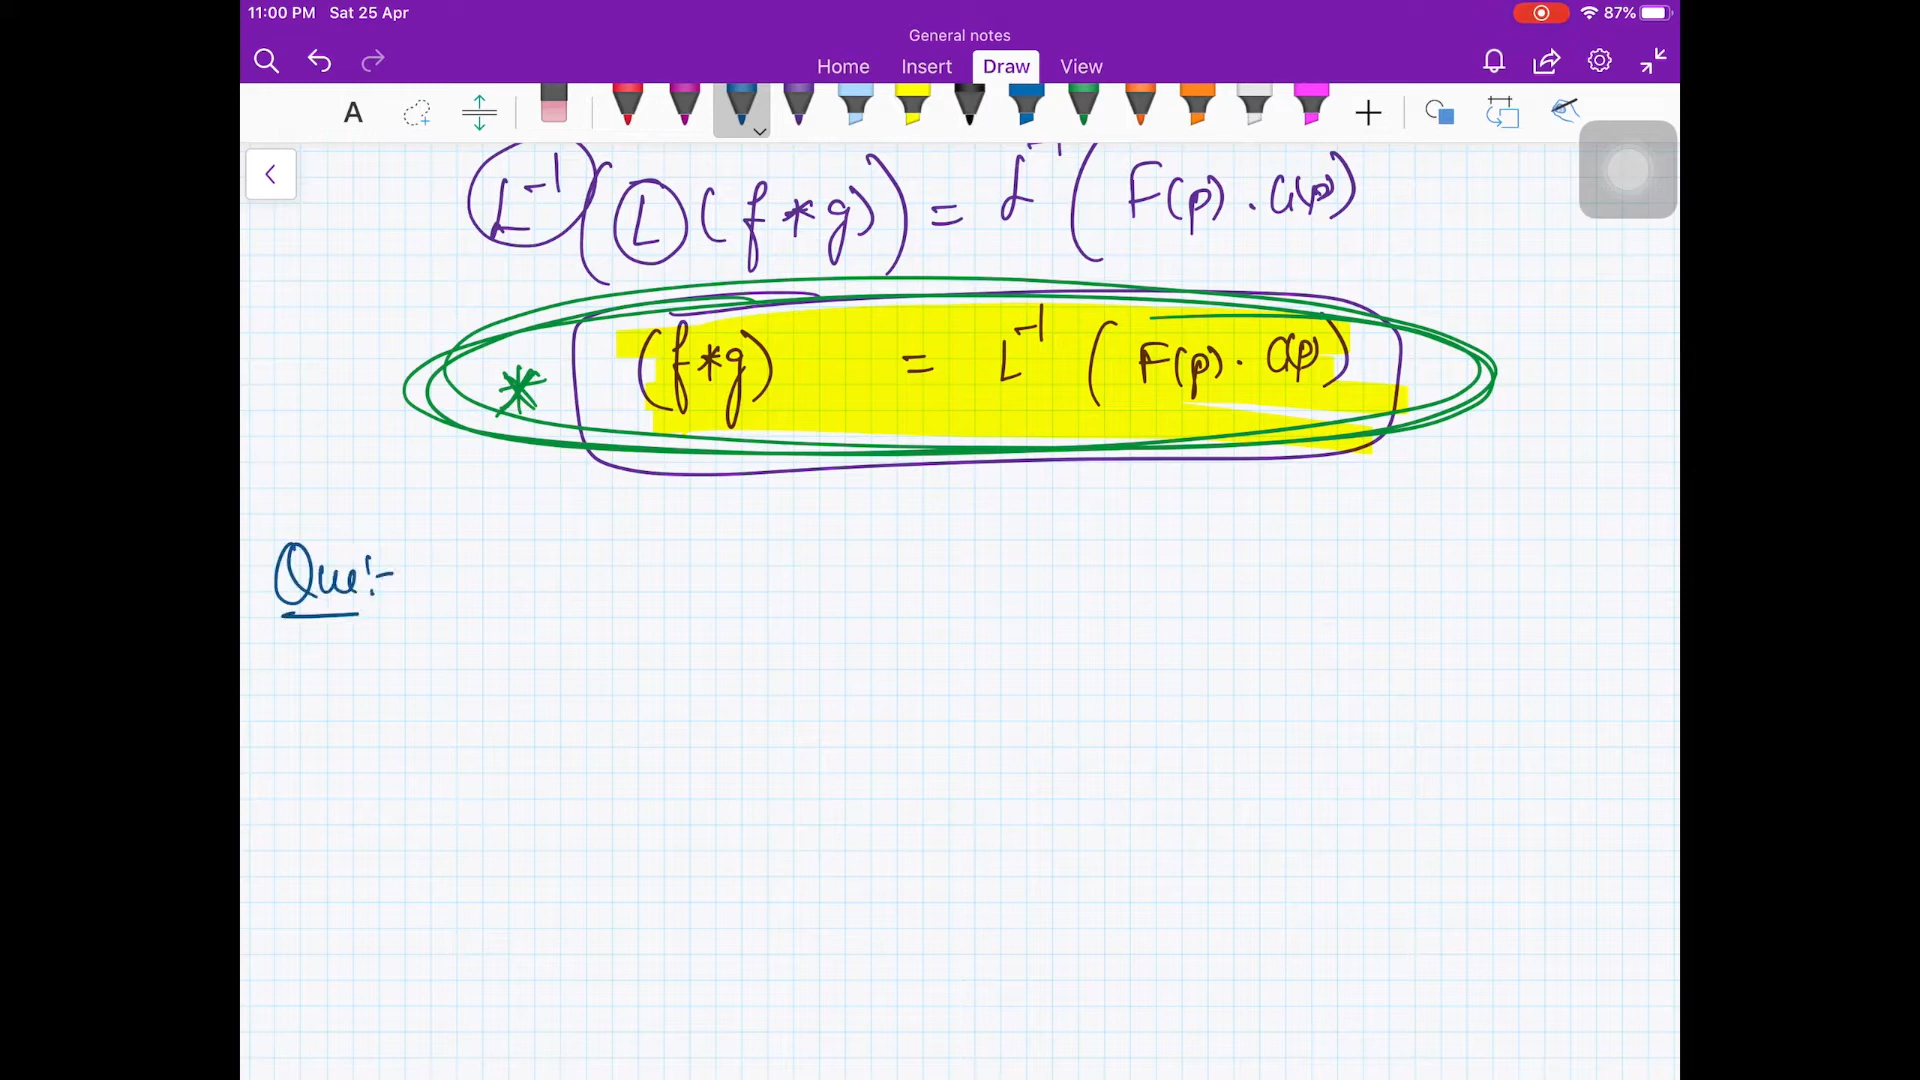 11:00 PM Sat 25 Apr
87%
General notes
Home Insert Draw View
A
L⁻¹ ( L ( f * g ) ) = L⁻¹ ( F(p) . G(p) )
* (f * g) = L⁻¹ ( F(p) . G(p) )
Que:-